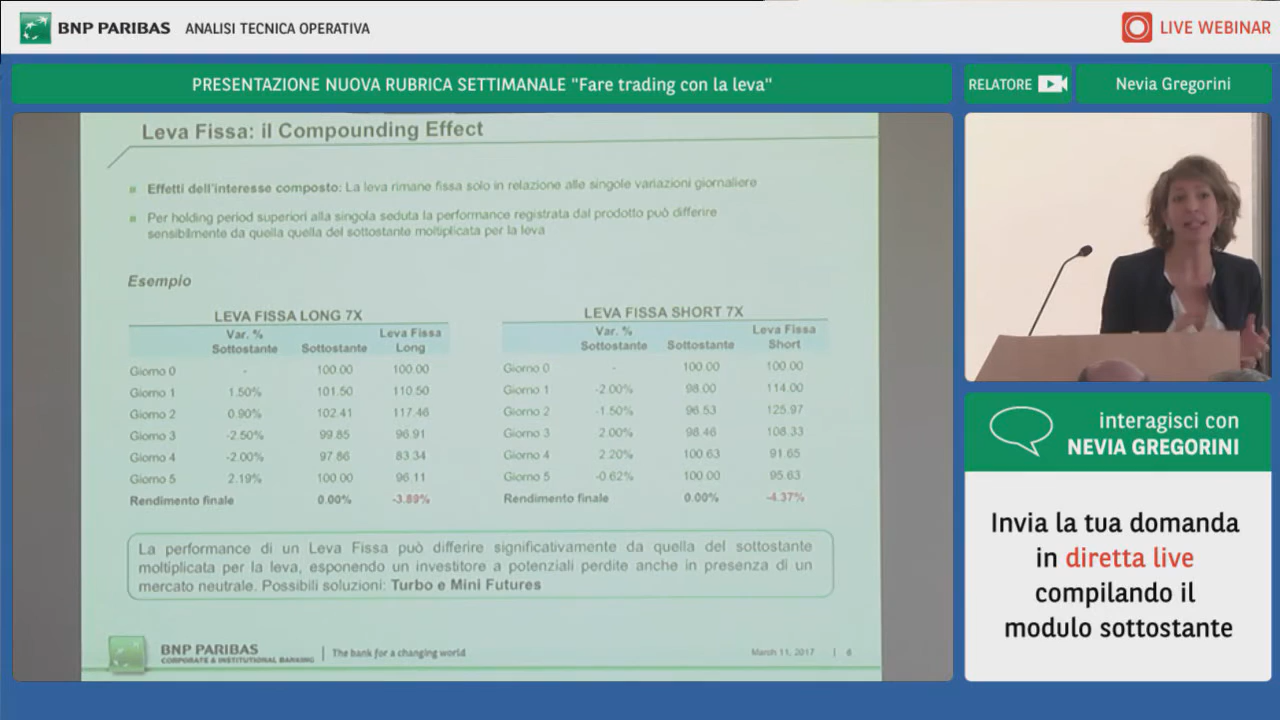 BNP PARIBAS ANALISI TECNICA OPERATIVA
LIVE WEBINAR
PRESENTAZIONE NUOVA RUBRICA SETTIMANALE "Fare trading con la leva"
RELATORE
Nevia Gregorini
Leva Fissa: il Compounding Effect
Effetti dell'interesse composto: La leva rimane fissa solo in relazione alle singole variazioni giornaliere
Per holding period superiori alla singola seduta la performance registrata dal prodotto può differire
sensibilmente da quella quella del sottostante moltiplicata per la leva
Esempio
LEVA FISSA LONG 7X
Var. % Sottostante Sottostante Leva Fissa Long
Giorno 0 - 100.00 100.00
Giorno 1 1.50% 101.50 110.50
Giorno 2 0.90% 102.41 117.46
Giorno 3 -2.50% 99.85 96.91
Giorno 4 -2.00% 97.86 83.34
Giorno 5 2.19% 100.00 96.11
Rendimento finale 0.00% -3.89%
LEVA FISSA SHORT 7X
Var. % Sottostante Sottostante Leva Fissa Short
Giorno 0 - 100.00 100.00
Giorno 1 -2.00% 98.00 114.00
Giorno 2 -1.50% 96.53 125.97
Giorno 3 2.00% 98.46 108.33
Giorno 4 2.20% 100.63 91.65
Giorno 5 -0.62% 100.00 95.63
Rendimento finale 0.00% -4.37%
La performance di un Leva Fissa può differire significativamente da quella del sottostante
moltiplicata per la leva, esponendo un investitore a potenziali perdite anche in presenza di un
mercato neutrale. Possibili soluzioni: Turbo e Mini Futures
BNP PARIBAS
CORPORATE & INSTITUTIONAL BANKING
The bank for a changing world
March 11, 2017 | 6
interagisci con
NEVIA GREGORINI
Invia la tua domanda
in diretta live
compilando il
modulo sottostante